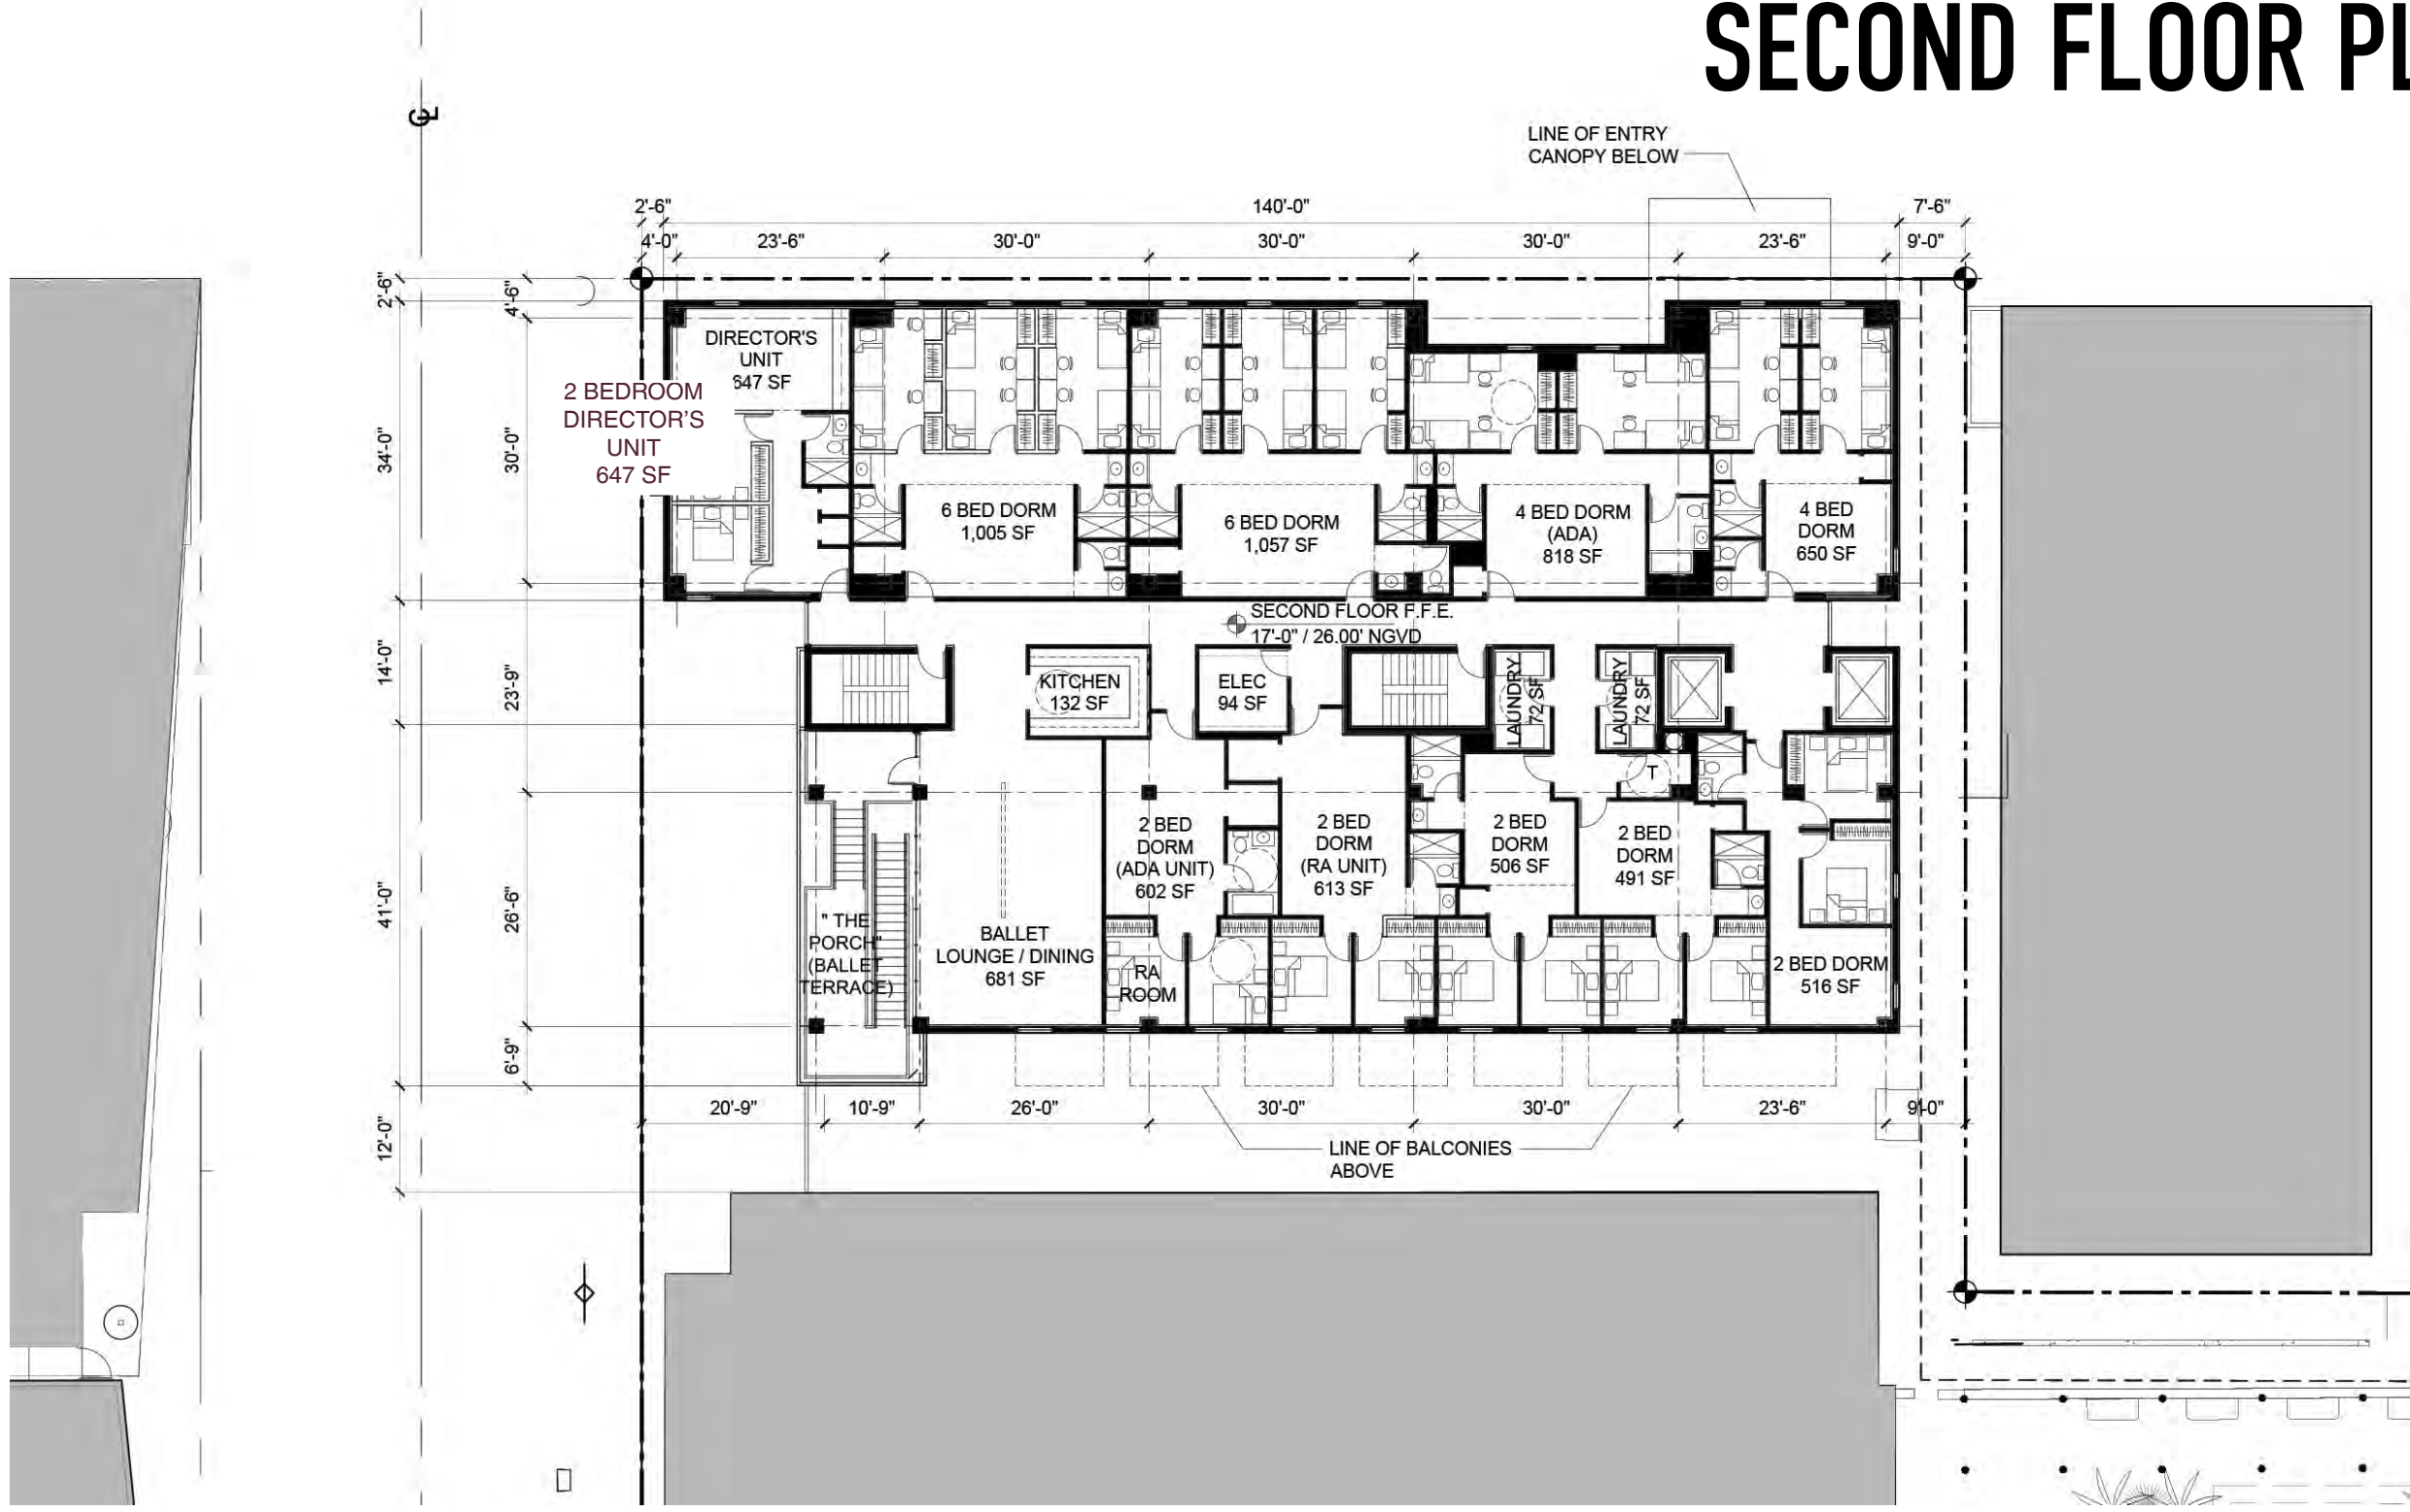 SECOND FLOOR PL
LINE OF ENTRY
CANOPY BELOW
2'-6"
140'-0"
7'-6"
4'-0"
23'-6"
30'-0"
30'-0"
30'-0"
23'-6"
9'-0"
2'-6"
4'-6"
34'-0"
30'-0"
14'-0"
23'-9"
41'-0"
26'-6"
6'-9"
12'-0"
DIRECTOR'S
UNIT
647 SF
2 BEDROOM
DIRECTOR'S
UNIT
647 SF
6 BED DORM
1,005 SF
6 BED DORM
1,057 SF
4 BED DORM
(ADA)
818 SF
4 BED
DORM
650 SF
SECOND FLOOR F.F.E.
17'-0" / 26.00' NGVD
KITCHEN
132 SF
ELEC
94 SF
LAUNDRY
72 SF
LAUNDRY
72 SF
T
2 BED
DORM
(ADA UNIT)
602 SF
2 BED
DORM
(RA UNIT)
613 SF
2 BED
DORM
506 SF
2 BED
DORM
491 SF
" THE
PORCH"
(BALLET
TERRACE)
BALLET
LOUNGE / DINING
681 SF
RA
ROOM
2 BED DORM
516 SF
20'-9"
10'-9"
26'-0"
30'-0"
30'-0"
23'-6"
9'-0"
LINE OF BALCONIES
ABOVE